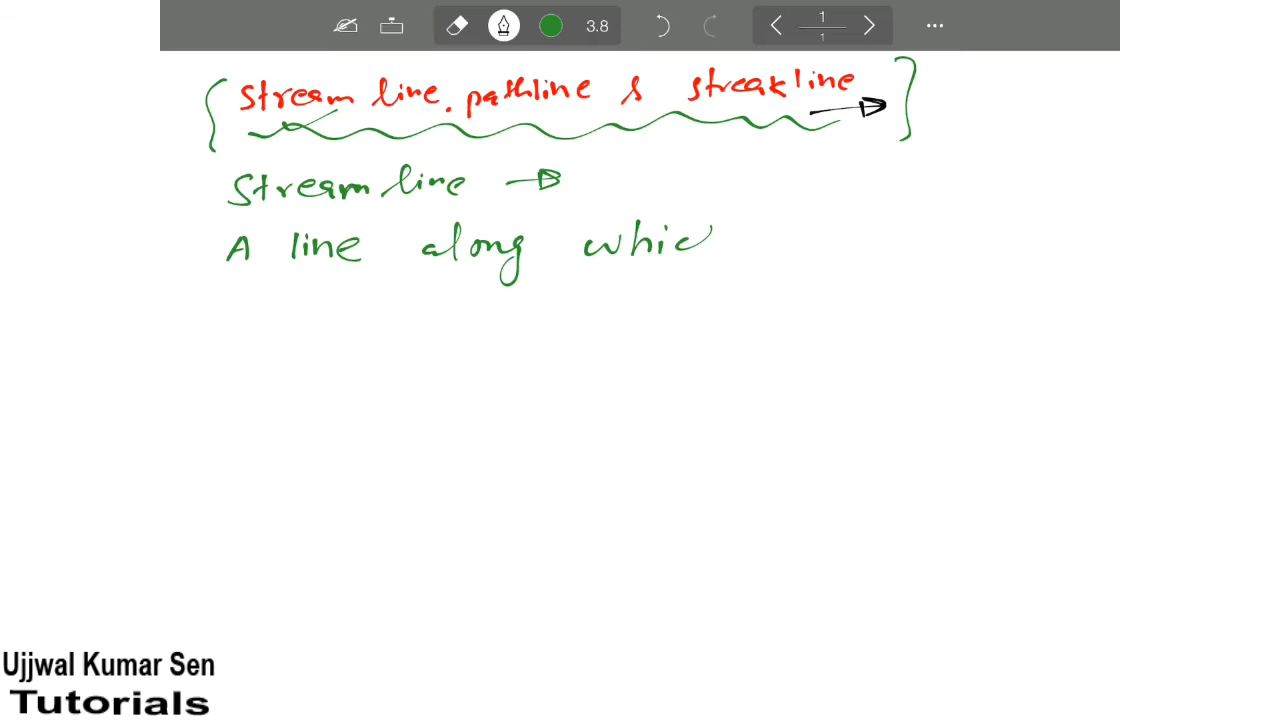 3.8
1
1
Stream line. pathline & streakline
Stream line →
A line along whic
Ujjwal Kumar Sen
Tutorials